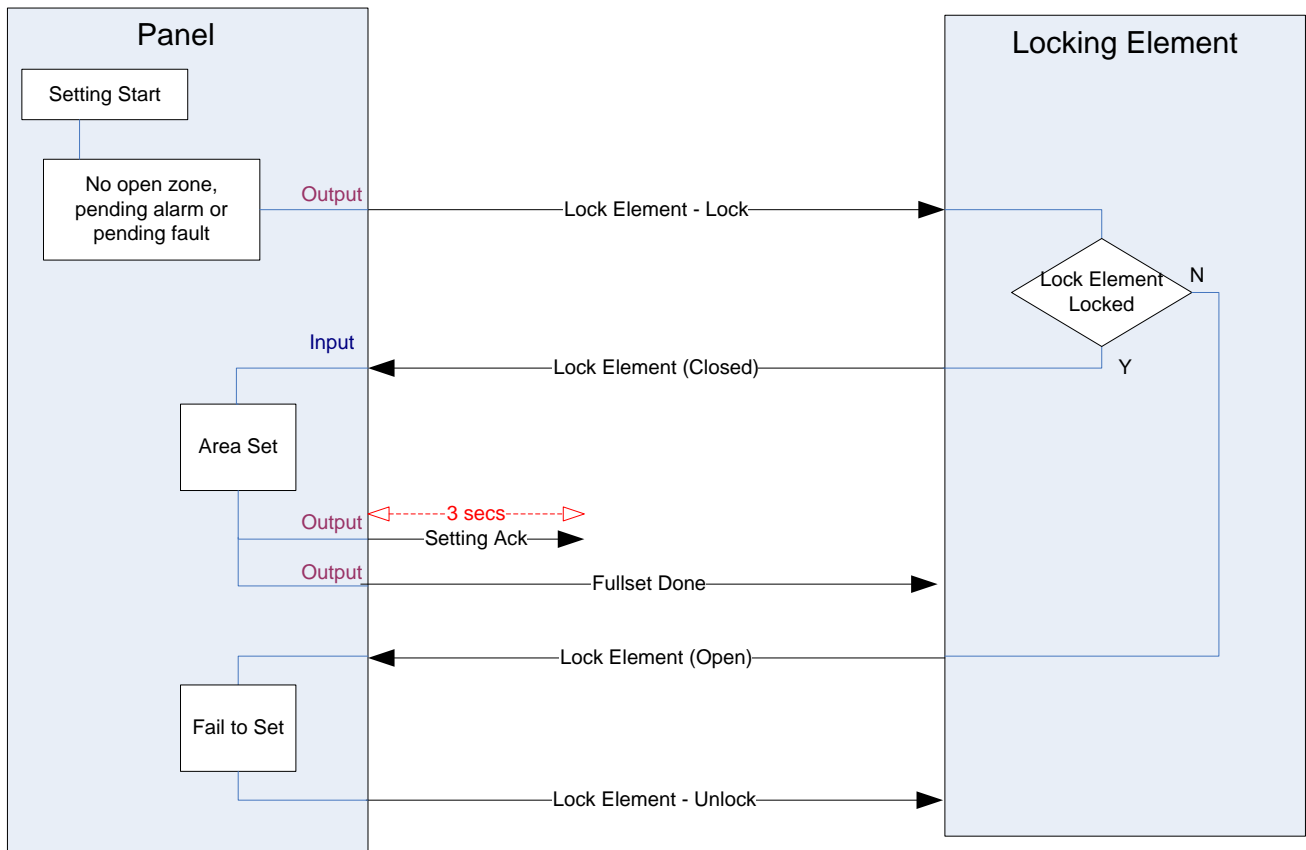 Panel
Locking Element
Setting Start
No open zone,
pending alarm or
pending fault
Output
Lock Element - Lock
Lock Element
Locked
N
Y
Input
Lock Element (Closed)
Area Set
3 secs
Output
Setting Ack
Output
Fullset Done
Lock Element (Open)
Fail to Set
Lock Element - Unlock